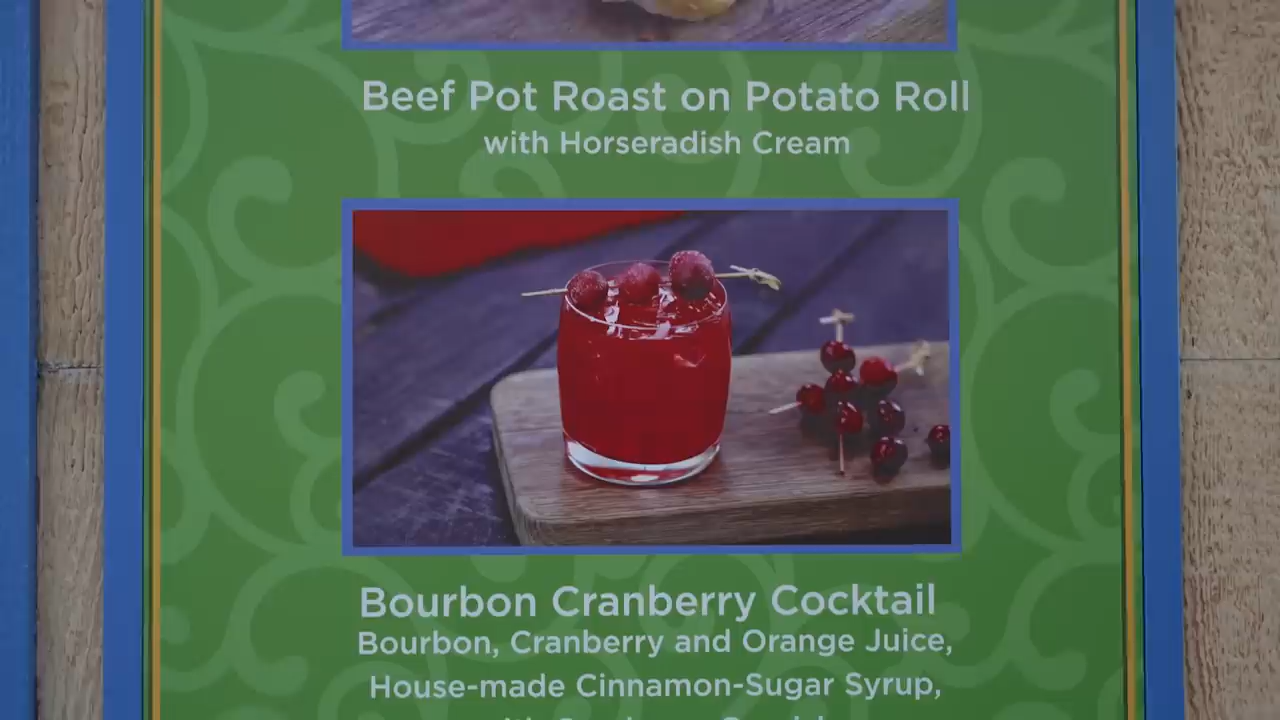 Beef Pot Roast on Potato Roll
with Horseradish Cream
Bourbon Cranberry Cocktail
Bourbon, Cranberry and Orange Juice,
House-made Cinnamon-Sugar Syrup,